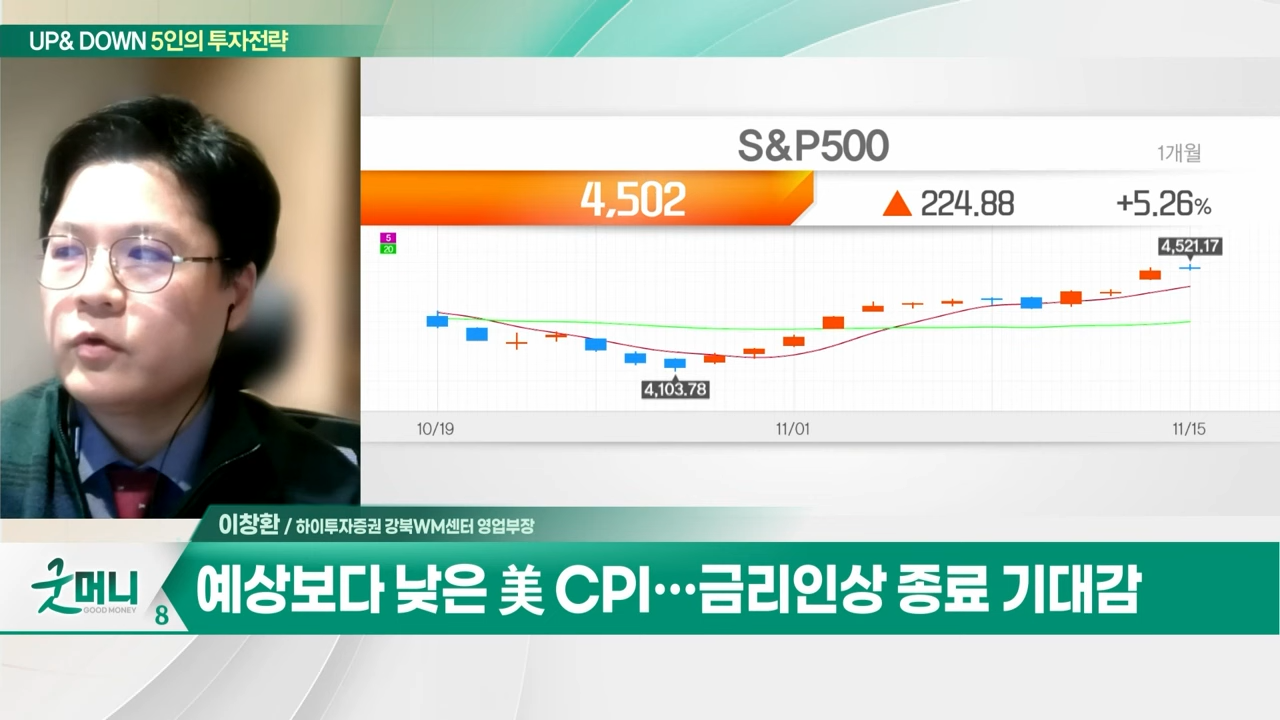 UP& DOWN 5인의 투자전략
S&P500
1개월
4,502
▲ 224.88
+5.26%
5
20
4,521.17
4,103.78
10/19
11/01
11/15
이창환 / 하이투자증권 강북WM센터 영업부장
굿머니
GOOD MONEY
8
예상보다 낮은 美 CPI…금리인상 종료 기대감